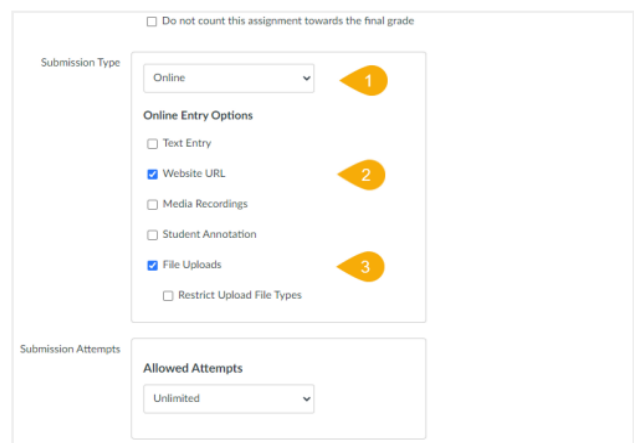 Do not count this assignment towards the final grade
Submission Type
Online
1
Online Entry Options
Text Entry
Website URL
2
Media Recordings
Student Annotation
File Uploads
3
Restrict Upload File Types
Submission Attempts
Allowed Attempts
Unlimited